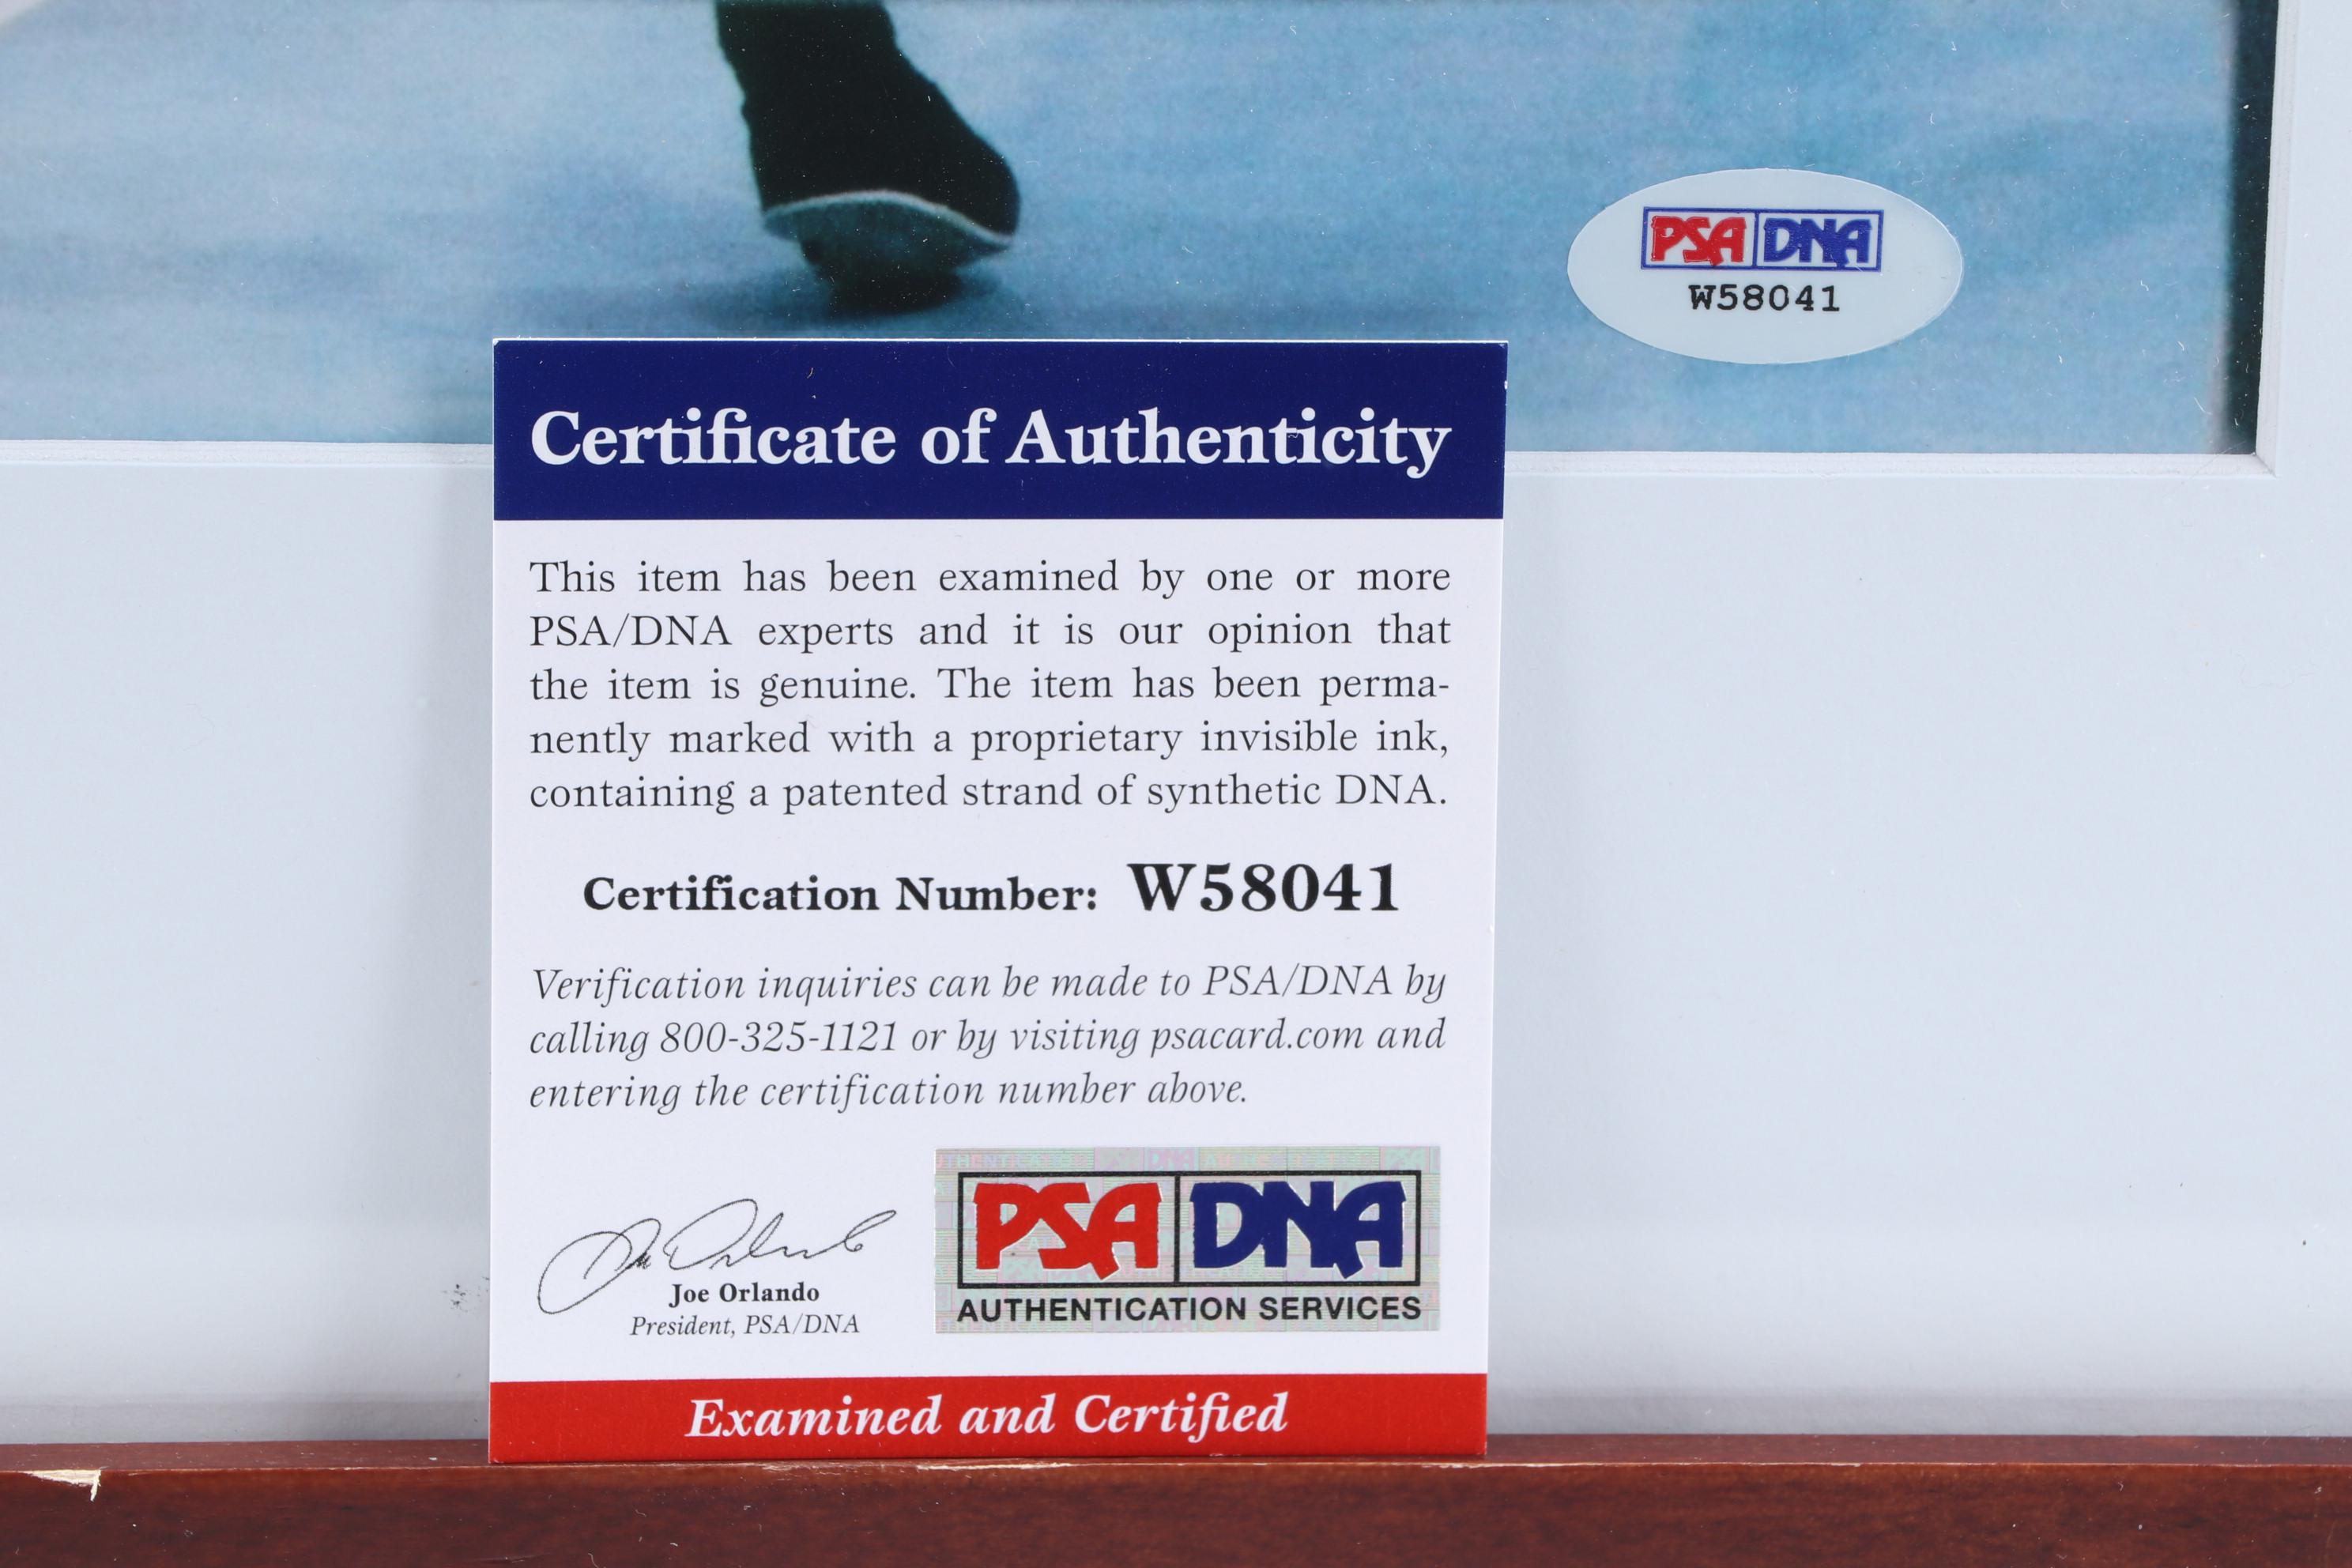 PSA DNA
W58041
Certificate of Authenticity
This item has been examined by one or more
PSA/DNA experts and it is our opinion that
the item is genuine. The item has been perma-
nently marked with a proprietary invisible ink,
containing a patented strand of synthetic DNA.
Certification Number: W58041
Verification inquiries can be made to PSA/DNA by
calling 800-325-1121 or by visiting psacard.com and
entering the certification number above.
Joe Orlando
President, PSA/DNA
PSA DNA
AUTHENTICATION SERVICES
Examined and Certified